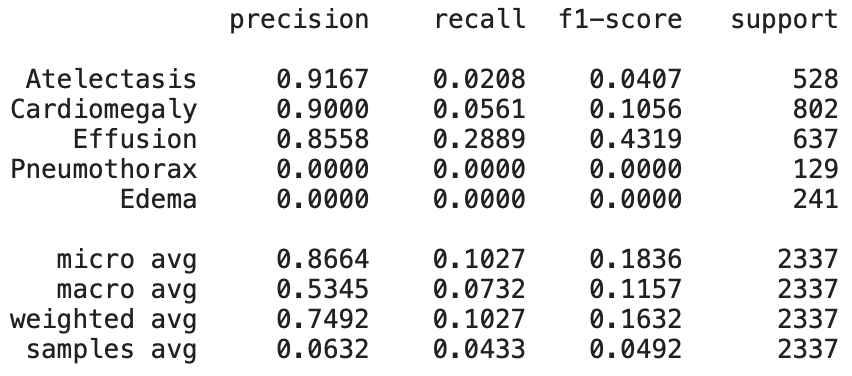 precision recall f1-score support
Atelectasis 0.9167 0.0208 0.0407 528
Cardiomegaly 0.9000 0.0561 0.1056 802
Effusion 0.8558 0.2889 0.4319 637
Pneumothorax 0.0000 0.0000 0.0000 129
Edema 0.0000 0.0000 0.0000 241
micro avg 0.8664 0.1027 0.1836 2337
macro avg 0.5345 0.0732 0.1157 2337
weighted avg 0.7492 0.1027 0.1632 2337
samples avg 0.0632 0.0433 0.0492 2337